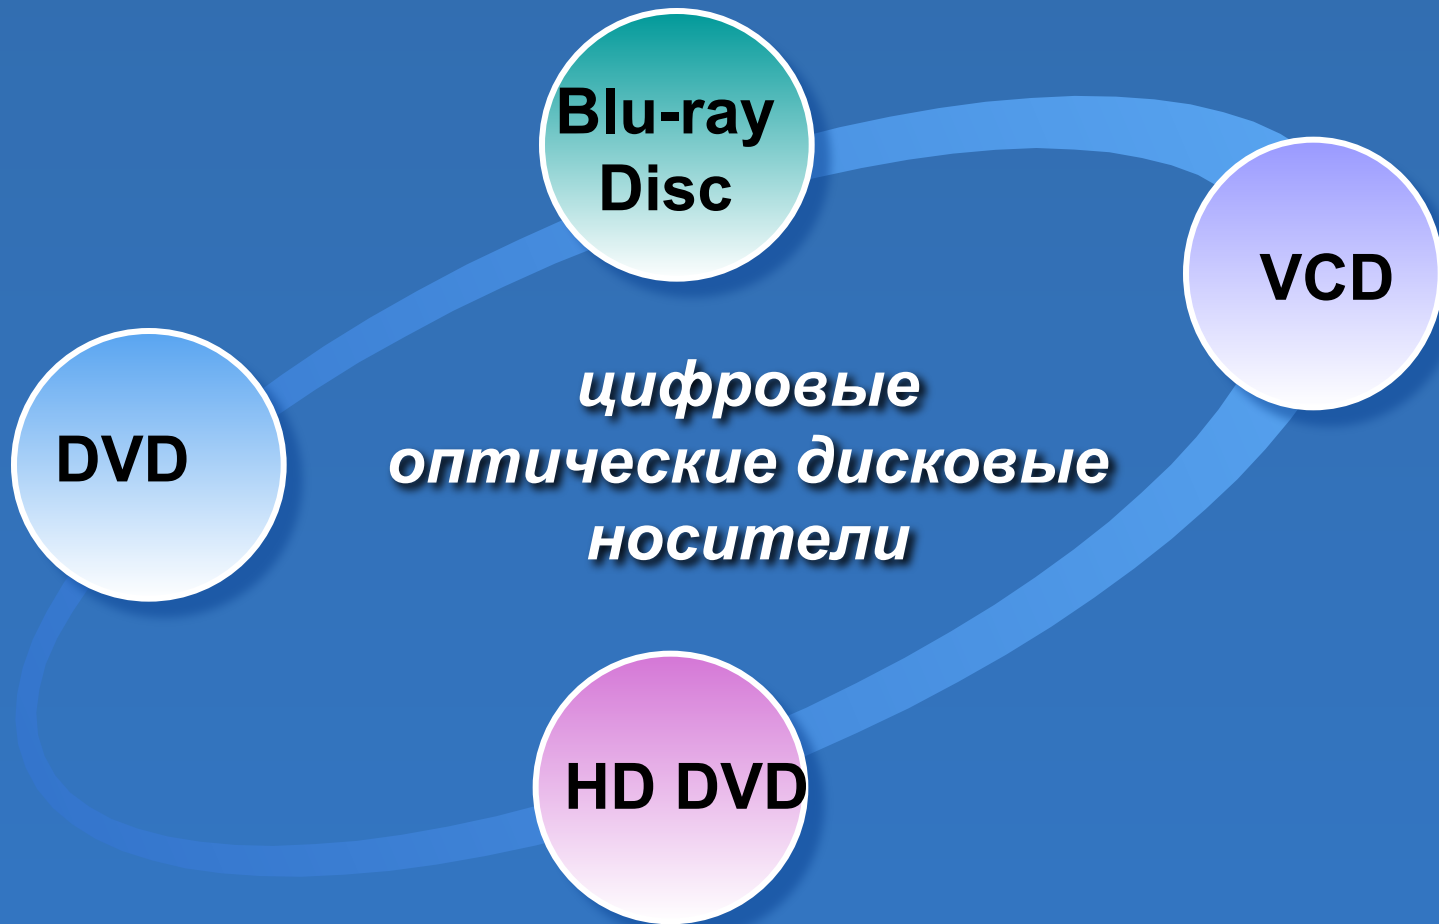 Blu-ray
Disc
VCD
цифровые
оптические дисковые
носители
DVD
HD DVD